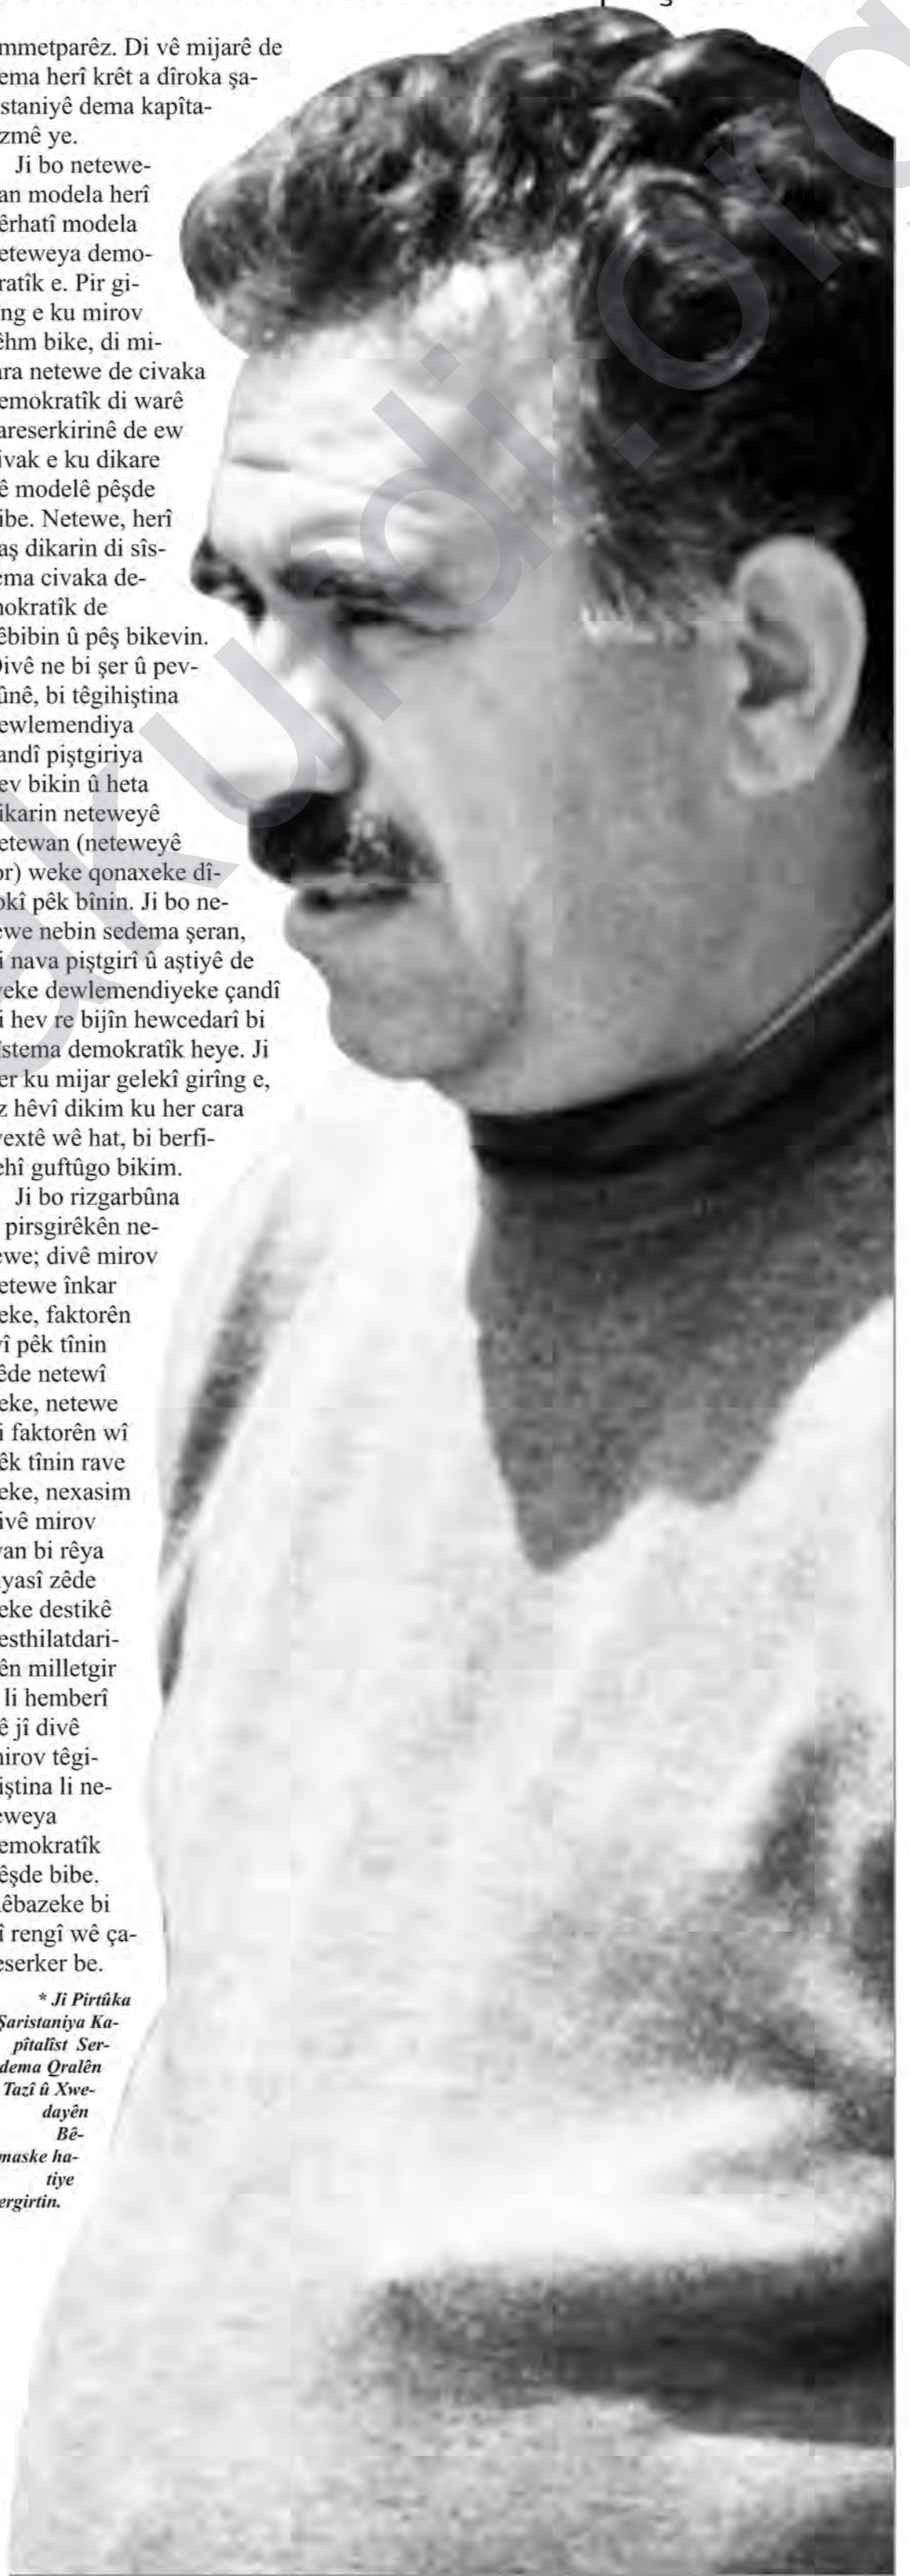 mmetparêz. Di vê mijarê de
ema herî krêt a dîroka şa-
istaniyê dema kapîta-
zmê ye.
Ji bo netewe-
an modela herî
êrhatî modela
eteweya demo-
ratîk e. Pir gi-
ng e ku mirov
êhm bike, di mi-
ara netewe de civaka
emokratîk di warê
areserkirinê de ew
ivak e ku dikare
ê modelê pêşde
ibe. Netewe, herî
aş dikarin di sîs-
ema civaka de-
nokratîk de
êbibin û pêş bikevin.
Divê ne bi şer û pev-
ûnê, bi têgihiştina
ewlemendiya
andî piştgiriya
ev bikin û heta
ikarin neteweyê
etewan (neteweyê
or) weke qonaxeke dî-
okî pêk bînin. Ji bo ne-
ewe nebin sedema şeran,
i nava piştgirî û aştiyê de
veke dewlemendiyeke çandî
i hev re bijîn hewcedarî bi
îstema demokratîk heye. Ji
er ku mijar gelekî girîng e,
z hêvî dikim ku her cara
vextê wê hat, bi berfi-
ehî guftûgo bikim.
Ji bo rizgarbûna
pirsgirêkên ne-
ewe; divê mirov
etewe înkar
eke, faktorên
vî pêk tînin
êde netewî
eke, netewe
i faktorên wî
êk tînin rave
eke, nexasim
ivê mirov
van bi rêya
iyasî zêde
eke destikê
esthilatdari-
ên milletgir
li hemberî
ê jî divê
nirov têgi-
iştina li ne-
eweya
emokratîk
êşde bibe.
êbazeke bi
î rengî wê ça-
eserker be.
* Ji Pirtûka
Şaristaniya Ka-
pîtalîst Ser-
dema Qralên
Tazî û Xwe-
dayên
Bê-
maske ha-
tiye
ergirtin.
akurdi.org